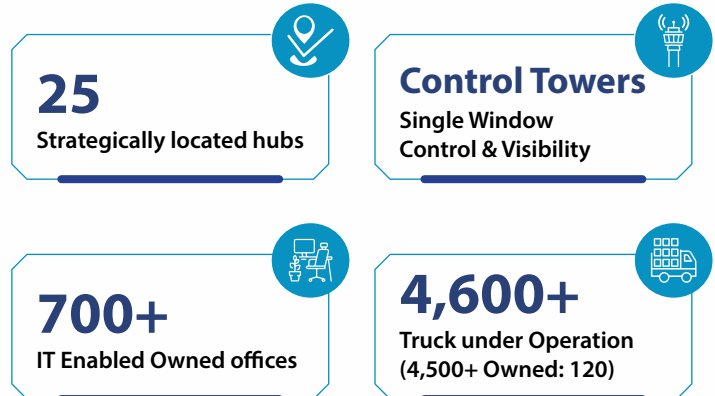 25
Strategically located hubs
Control Towers
Single Window
Control & Visibility
700+
IT Enabled Owned offices
4,600+
Truck under Operation
(4,500+ Owned: 120)